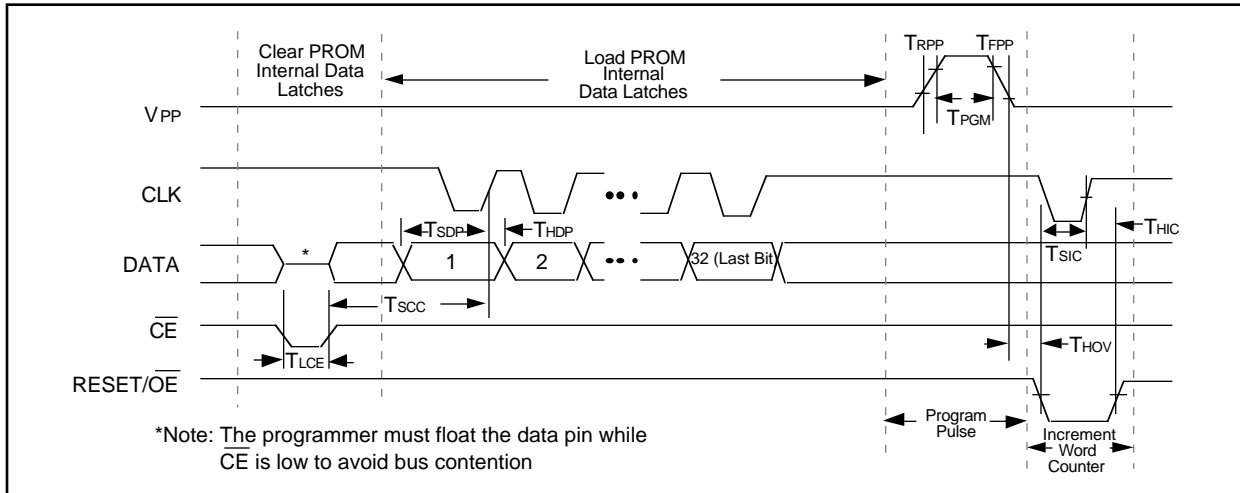 Clear PROM
Internal Data
Latches
Load PROM
Internal
Data Latches
TRPP
TFPP
VPP
TPGM
CLK
•••
TSDP
THDP
THIC
TSIC
DATA
*
1
2
•••
32 (Last Bit)
TSCC
CE
TLCE
THOV
RESET/OE
*Note: The programmer must float the data pin while
CE is low to avoid bus contention
Program
Pulse
Increment
Word
Counter